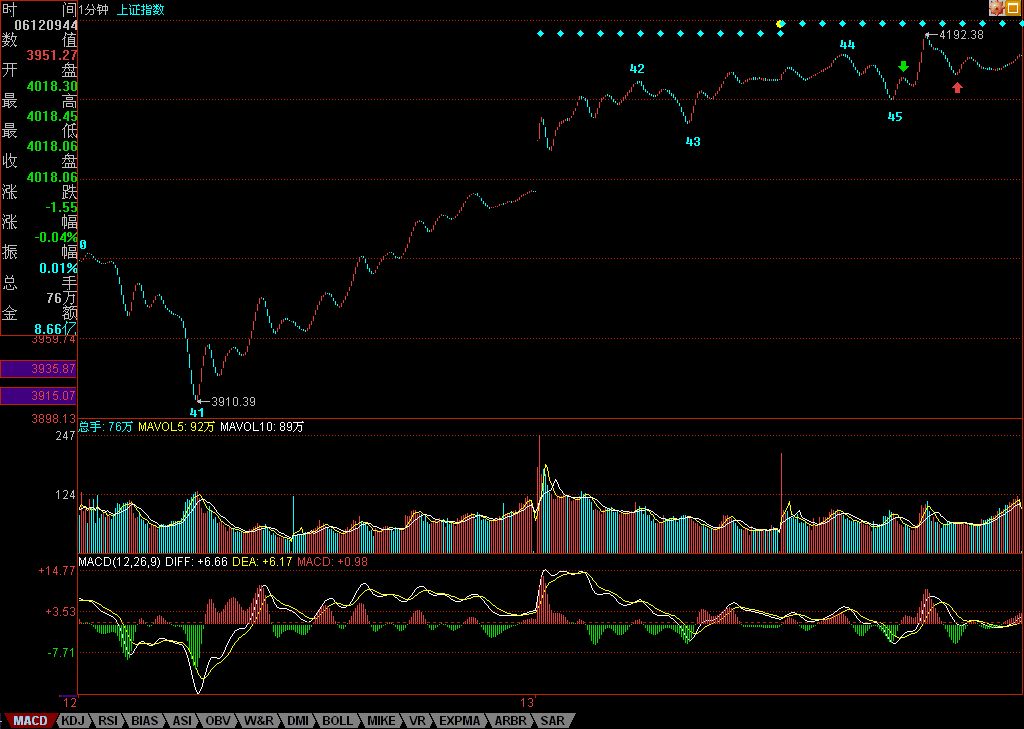 1分钟 上证指数
时 间
06120944
数 值
3951.27
开 盘
4018.30
最 高
4018.45
最 低
4018.06
收 盘
4018.06
涨 跌
-1.55
涨 幅
-0.04%
振 幅
0.01%
总 手
76万
金 额
8.66亿
3959.74
3935.87
3915.07
3898.13
0
41
3910.39
42
43
44
45
4192.38
总手: 76万 MAVOL5: 92万 MAVOL10: 89万
247
124
MACD(12,26,9) DIFF: +6.66 DEA: +6.17 MACD: +0.98
+14.77
+3.53
-7.71
12 13
MACD KDJ RSI BIAS ASI OBV W&R DMI BOLL MIKE VR EXPMA ARBR SAR